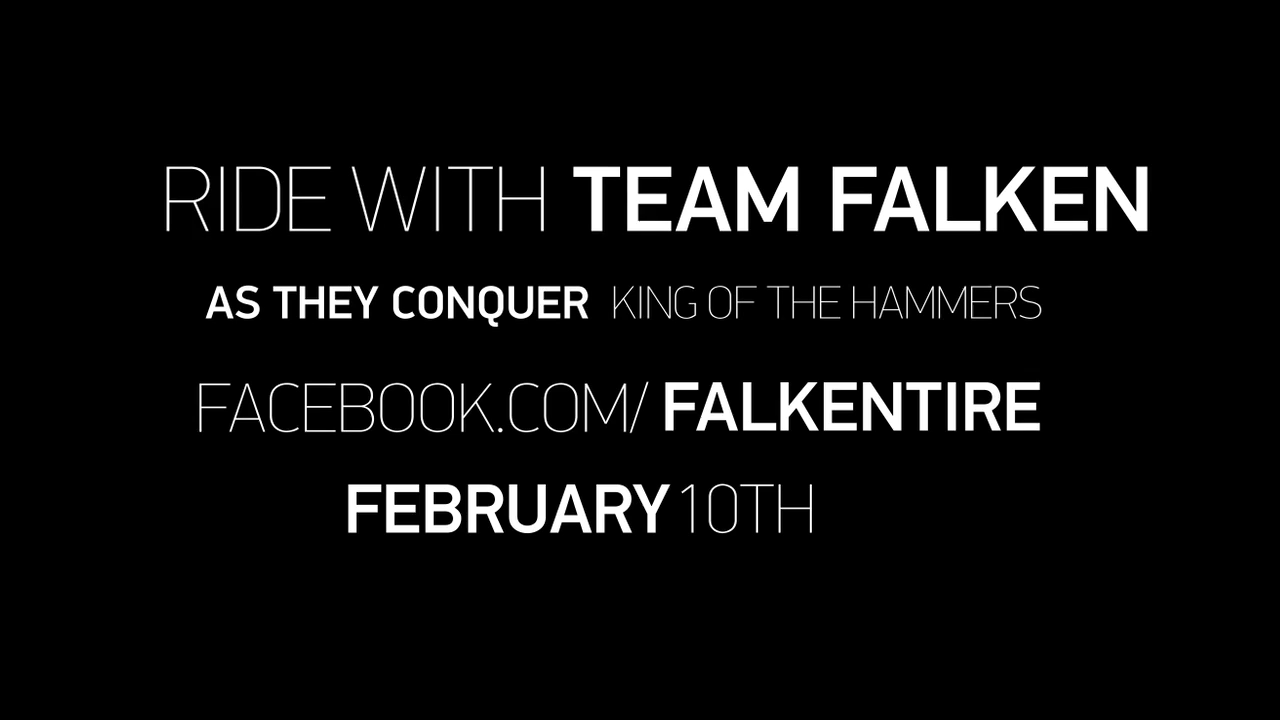 RIDE WITH TEAM FALKEN
AS THEY CONQUER KING OF THE HAMMERS
FACEBOOK.COM/ FALKENTIRE
FEBRUARY 10TH